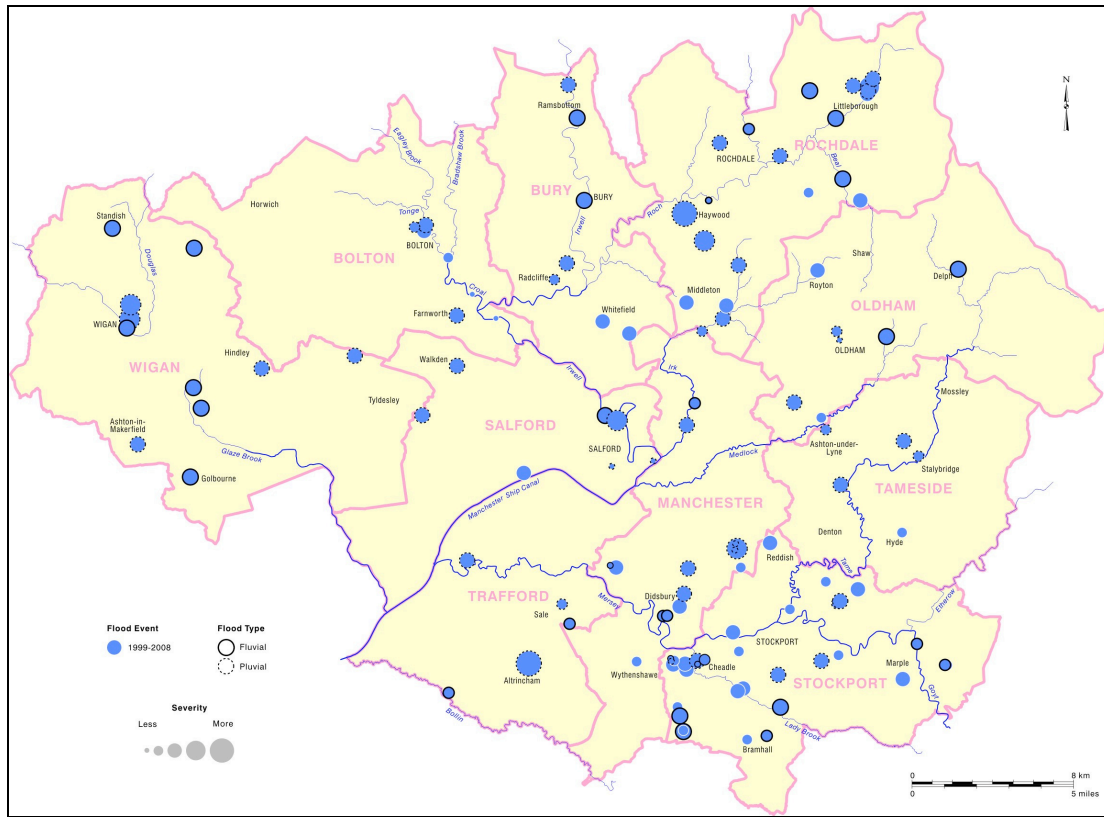 N
Ramsbottom
Littleborough
Eagley Brook
Bradshaw Brook
ROCHDALE
ROCHDALE
Beal
BURY
BURY
Horwich
Standish
Tonge
Irwell
Roch
Haywood
BOLTON
BOLTON
Douglas
Shaw
Delph
Radcliffe
Royton
OLDHAM
Croal
Middleton
Farnworth
Whitefield
WIGAN
OLDHAM
Hindley
Walkden
WIGAN
Irwell
Irk
Mossley
Tyldesley
SALFORD
Ashton-in-
Makerfield
SALFORD
Ashton-under-
Lyne
Medlock
Stalybridge
Glaze Brook
Golbourne
TAMESIDE
Manchester Ship Canal
MANCHESTER
Denton
Hyde
Reddish
Tame
TRAFFORD
Mersey
Didsbury
Etherow
Sale
STOCKPORT
Wythenshawe
Cheadle
Marple
Altrincham
STOCKPORT
Goyt
Bollin
Lady Brook
Bramhall
Flood Event
1999-2008
Flood Type
Fluvial
Pluvial
Severity
Less
More
0
8 km
0
5 miles